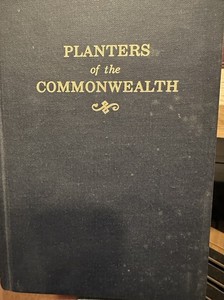 PLANTERS
of the
COMMONWEALTH